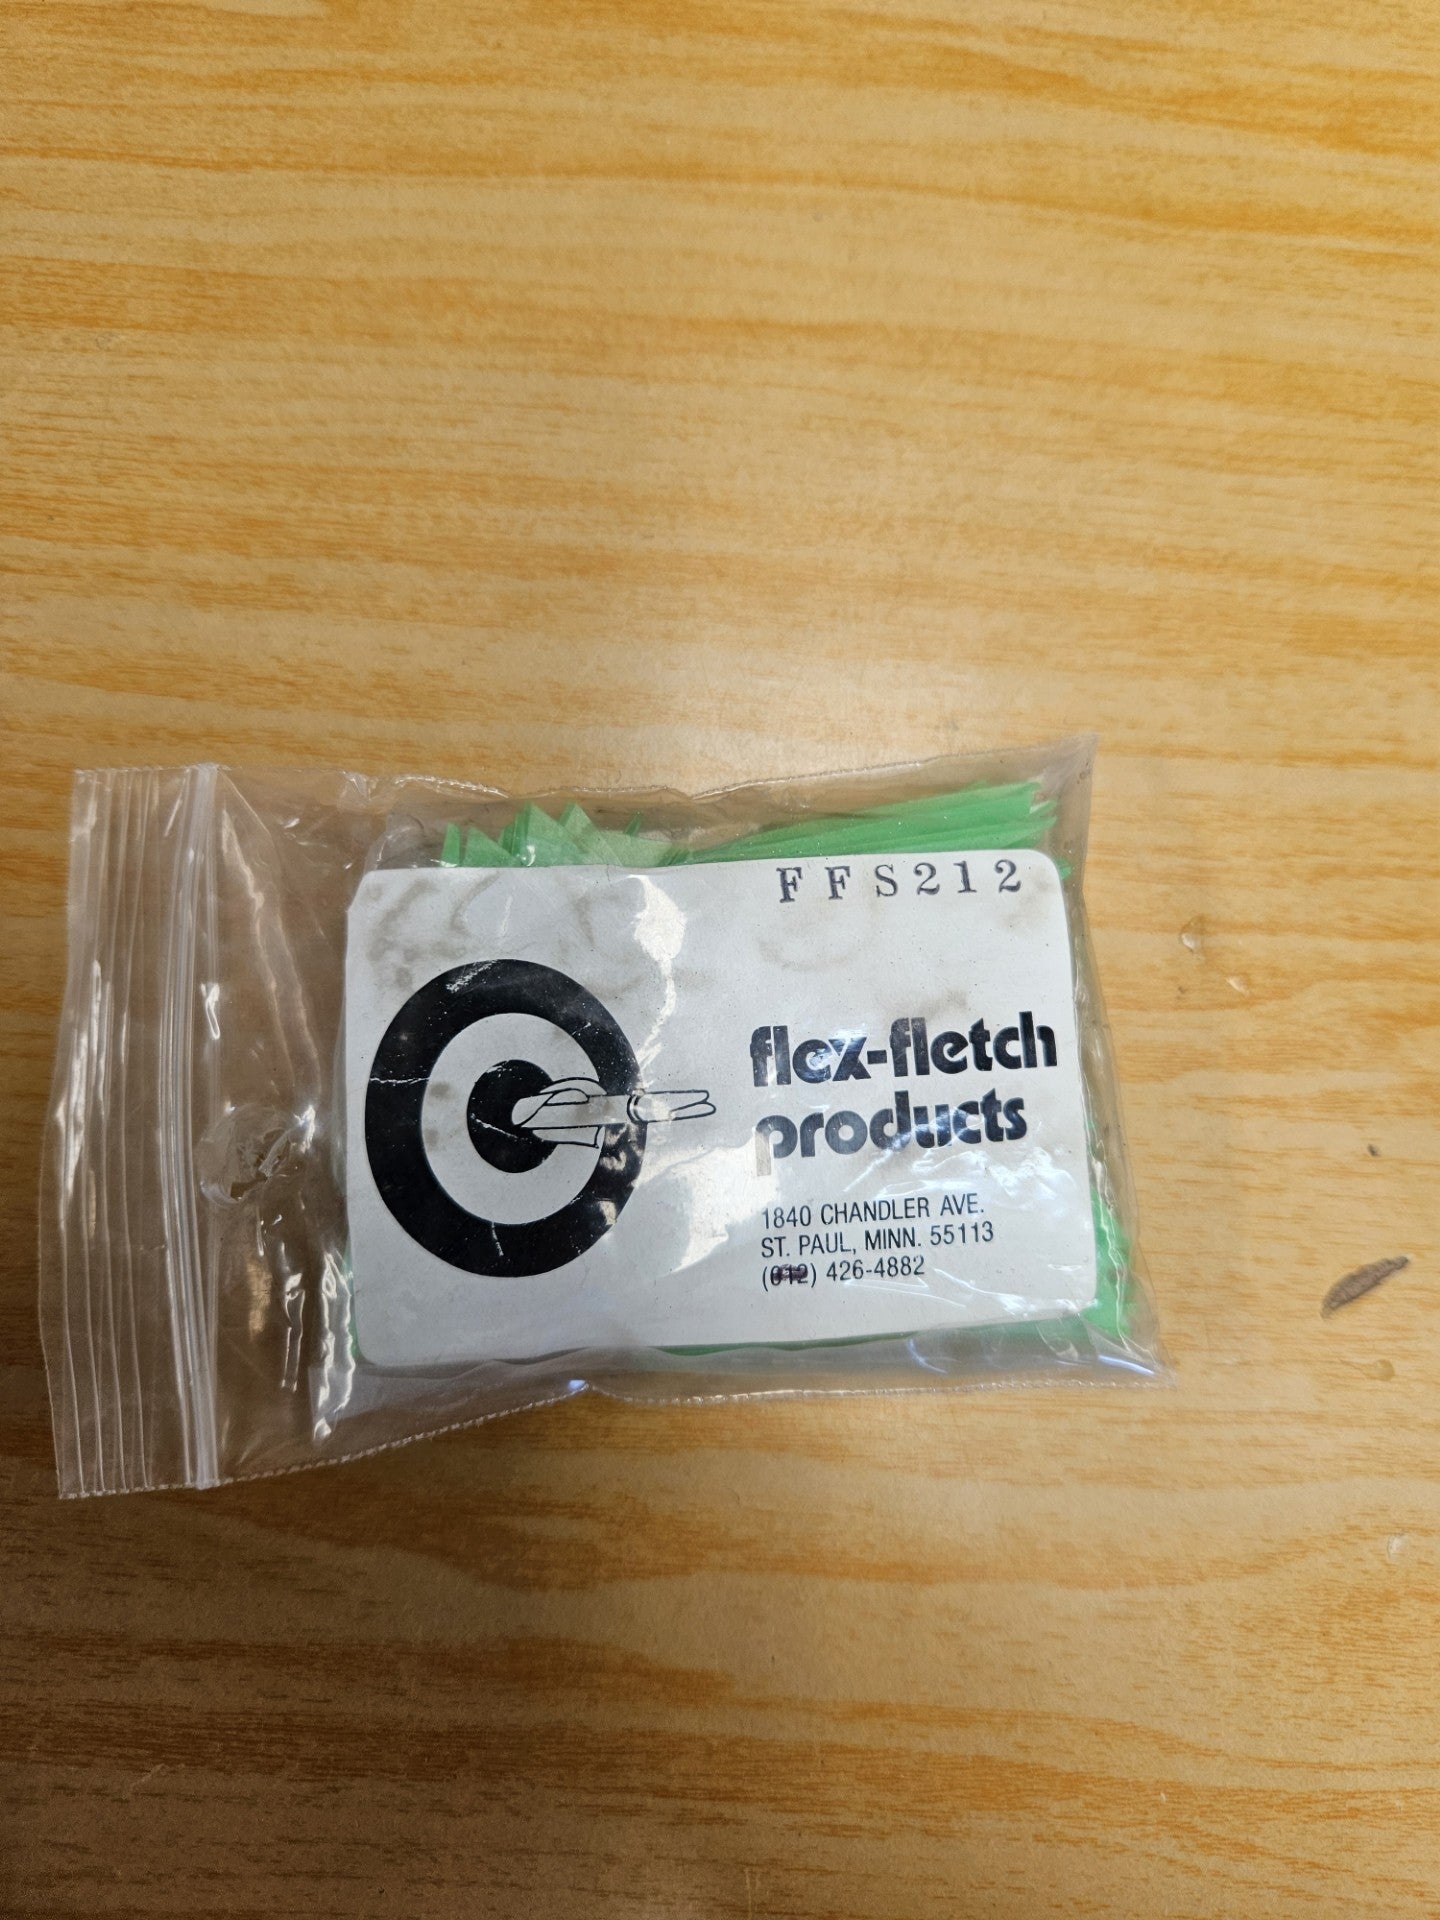 FFS212
flex-fletch
products
1840 CHANDLER AVE.
ST. PAUL, MINN. 55113
(612) 426-4882